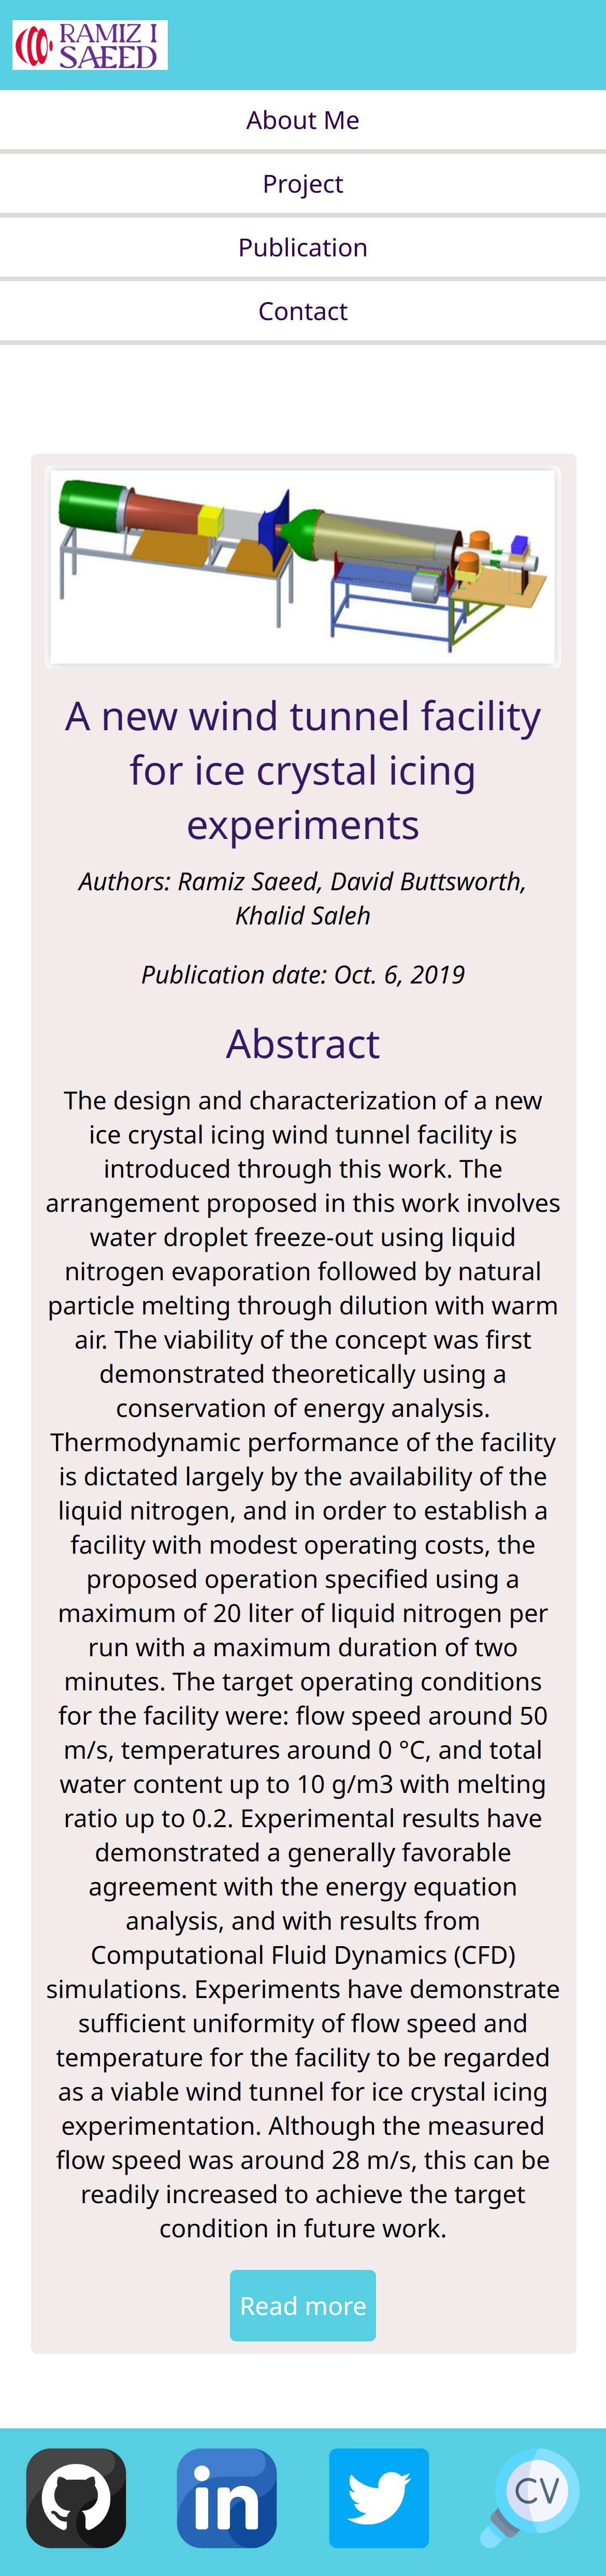 RAMIZ I
SAEED
About Me
Project
Publication
Contact
A new wind tunnel facility
for ice crystal icing
experiments
Authors: Ramiz Saeed, David Buttsworth,
Khalid Saleh
Publication date: Oct. 6, 2019
Abstract
The design and characterization of a new
ice crystal icing wind tunnel facility is
introduced through this work. The
arrangement proposed in this work involves
water droplet freeze-out using liquid
nitrogen evaporation followed by natural
particle melting through dilution with warm
air. The viability of the concept was first
demonstrated theoretically using a
conservation of energy analysis.
Thermodynamic performance of the facility
is dictated largely by the availability of the
liquid nitrogen, and in order to establish a
facility with modest operating costs, the
proposed operation specified using a
maximum of 20 liter of liquid nitrogen per
run with a maximum duration of two
minutes. The target operating conditions
for the facility were: flow speed around 50
m/s, temperatures around 0 °C, and total
water content up to 10 g/m3 with melting
ratio up to 0.2. Experimental results have
demonstrated a generally favorable
agreement with the energy equation
analysis, and with results from
Computational Fluid Dynamics (CFD)
simulations. Experiments have demonstrate
sufficient uniformity of flow speed and
temperature for the facility to be regarded
as a viable wind tunnel for ice crystal icing
experimentation. Although the measured
flow speed was around 28 m/s, this can be
readily increased to achieve the target
condition in future work.
Read more
in
CV